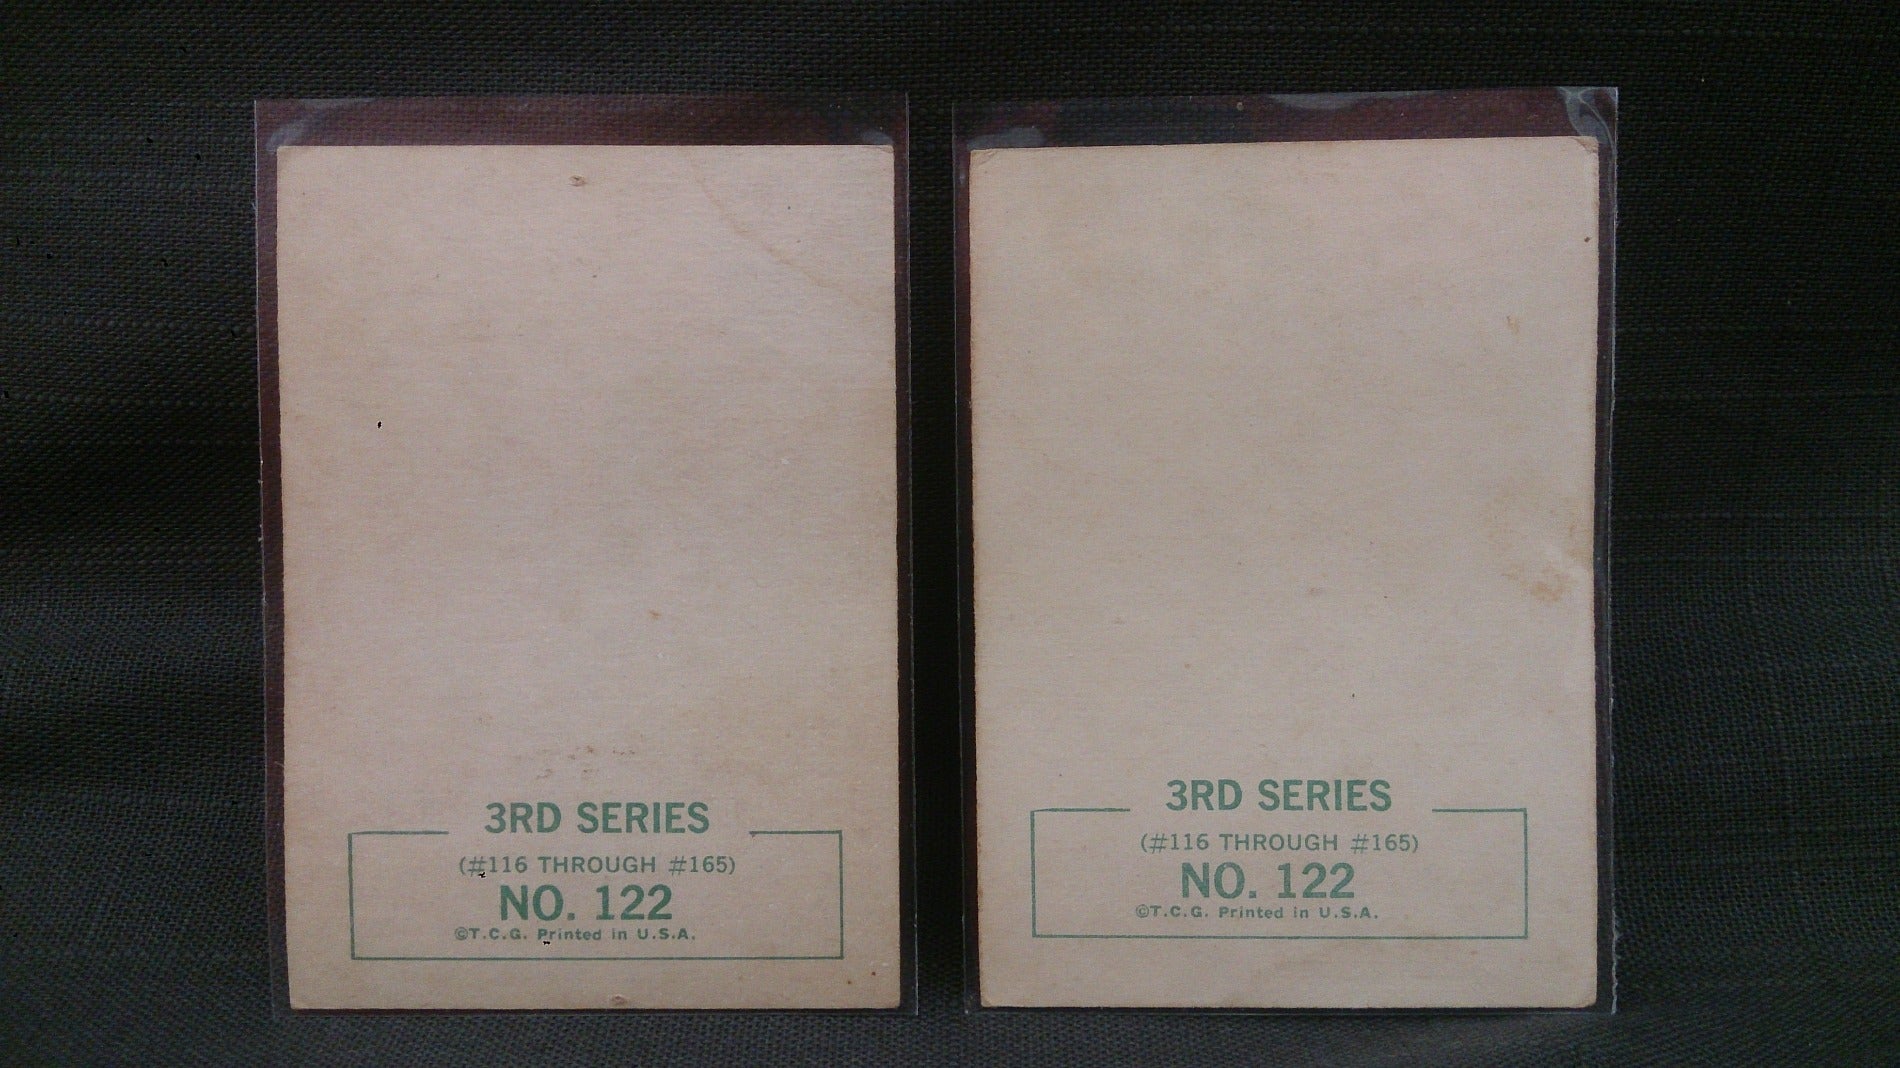 3RD SERIES
(#116 THROUGH #165)
NO. 122
©T.C.G. Printed in U.S.A.
3RD SERIES
(#116 THROUGH #165)
NO. 122
©T.C.G. Printed in U.S.A.